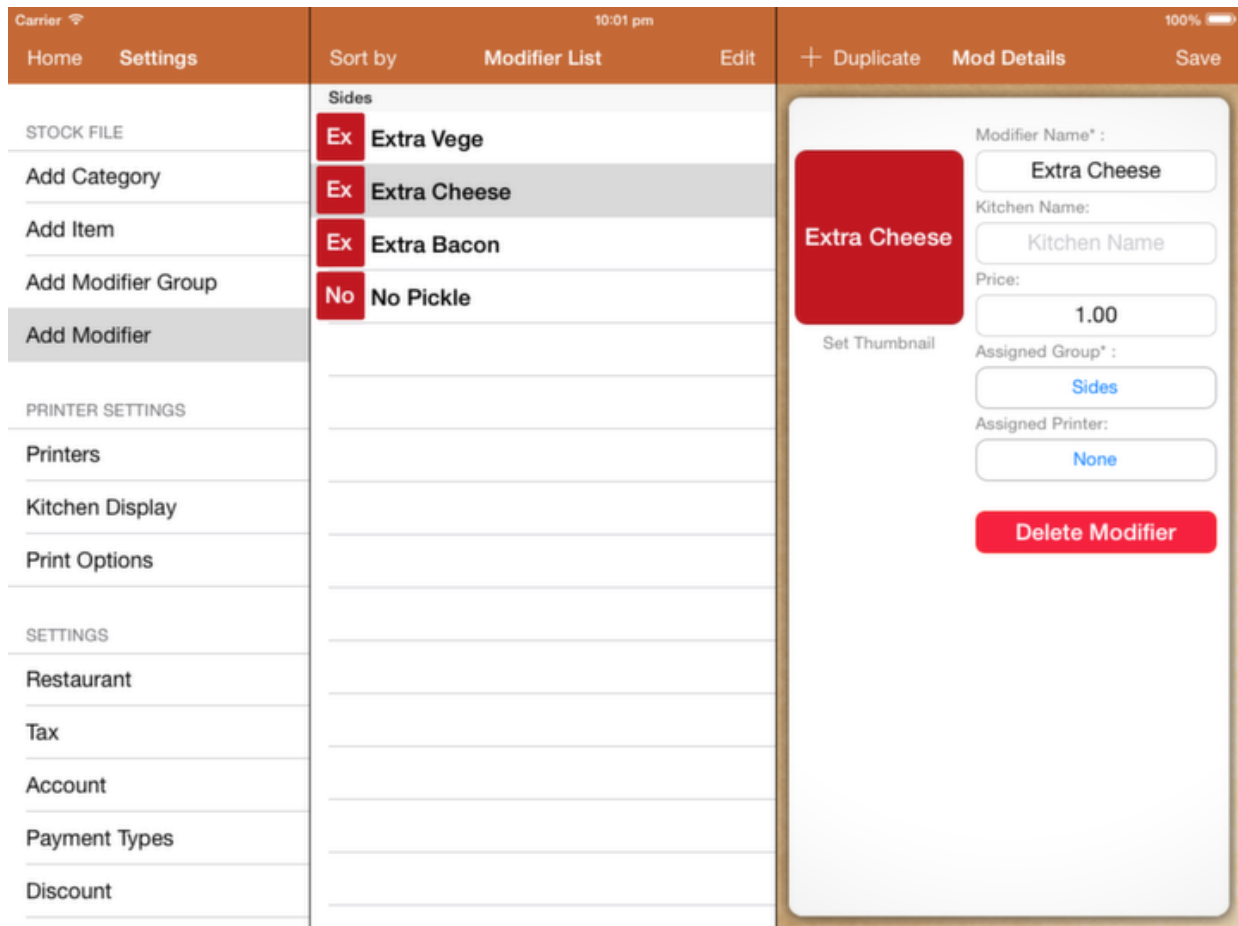 Carrier 10:01 pm 100%
Home Settings
STOCK FILE
Add Category
Add Item
Add Modifier Group
Add Modifier
PRINTER SETTINGS
Printers
Kitchen Display
Print Options
SETTINGS
Restaurant
Tax
Account
Payment Types
Discount
Sort by Modifier List Edit
Sides
Ex Extra Vege
Ex Extra Cheese
Ex Extra Bacon
No No Pickle
+ Duplicate Mod Details Save
Extra Cheese
Set Thumbnail
Modifier Name* :
Extra Cheese
Kitchen Name:
Kitchen Name
Price:
1.00
Assigned Group* :
Sides
Assigned Printer:
None
Delete Modifier